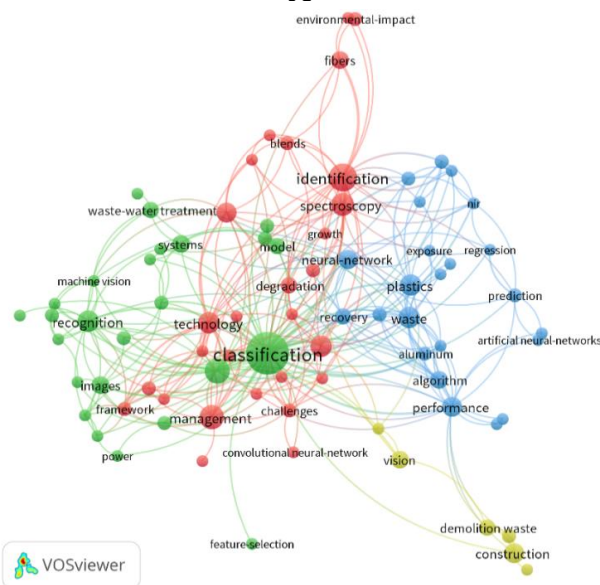 environmental-impact
fibers
blends
identification
spectroscopy
waste-water treatment
nir
growth
systems
model
exposure
regression
neural-network
machine vision
degradation
plastics
prediction
recovery
waste
recognition
technology
artificial neural-networks
classification
aluminum
algorithm
images
framework
performance
management
challenges
power
convolutional neural-network
vision
demolition waste
feature-selection
construction
VOSviewer